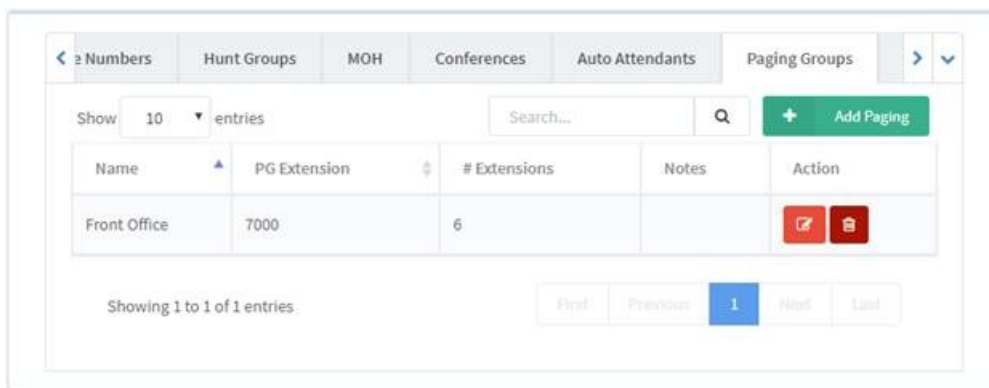 e Numbers Hunt Groups MOH Conferences Auto Attendants Paging Groups
Show 10 entries Search... + Add Paging
Name PG Extension # Extensions Notes Action
Front Office 7000 6
Showing 1 to 1 of 1 entries First Previous 1 Next Last